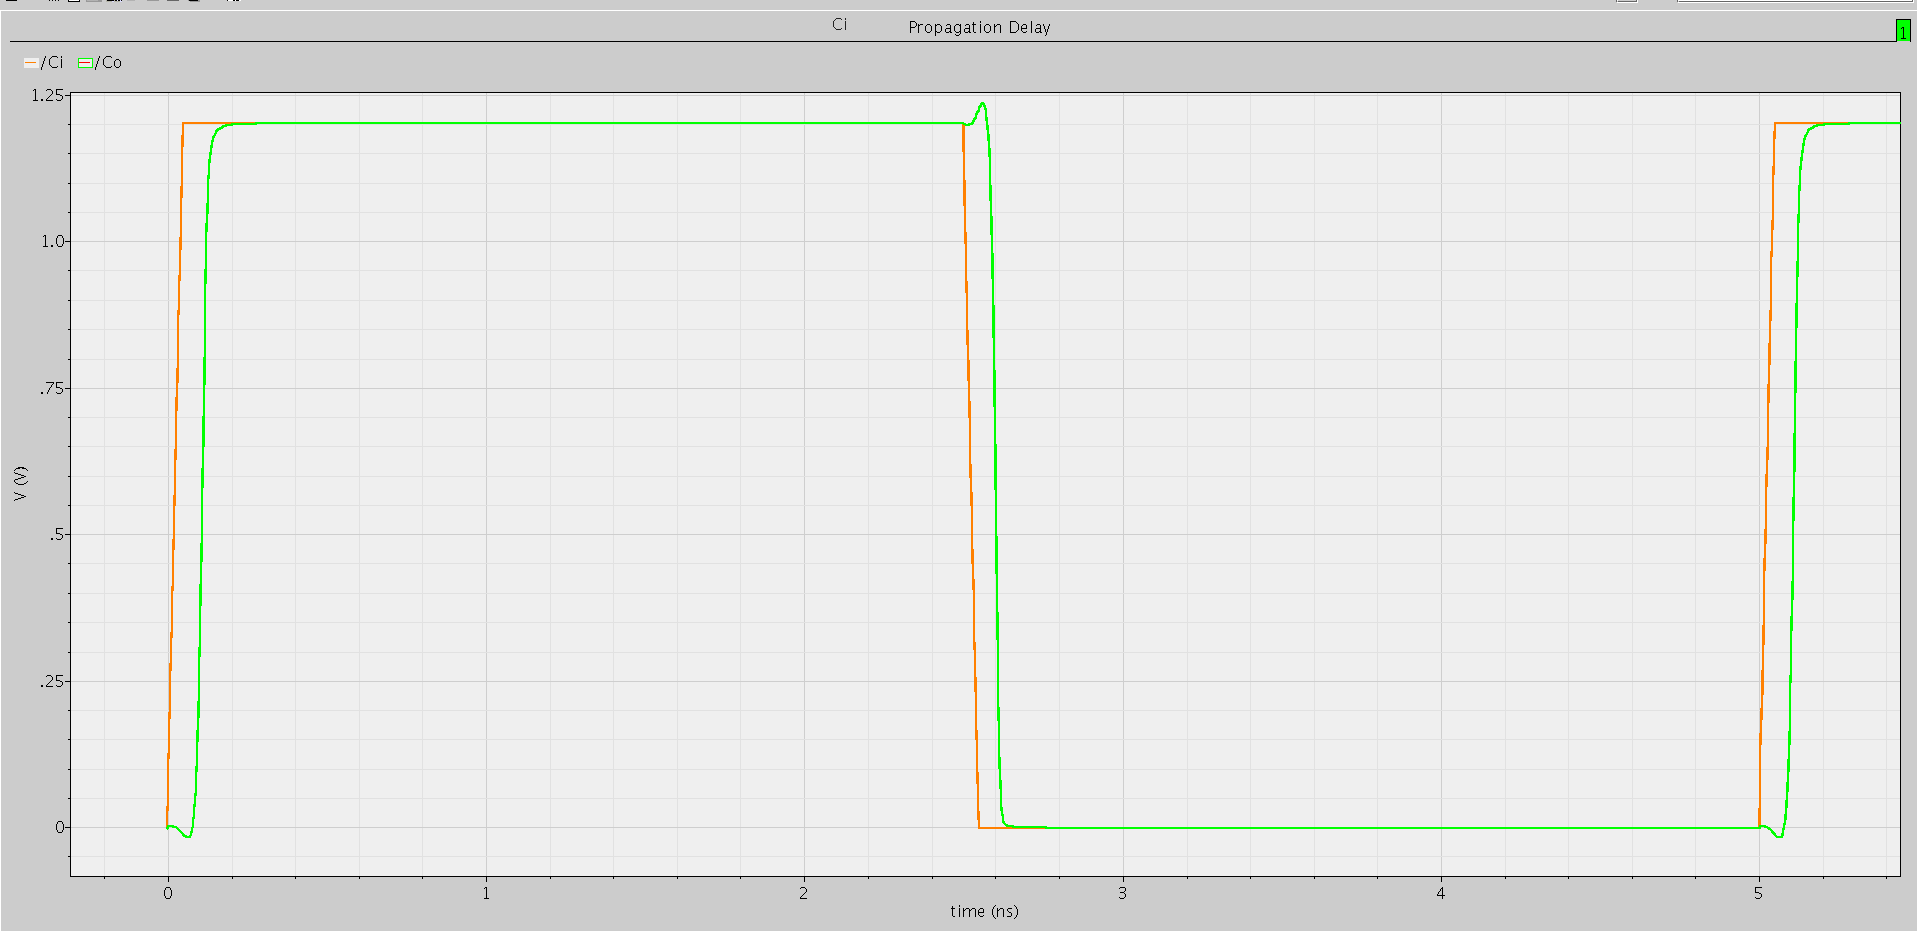 Ci Propagation Delay
1
/Ci /Co
1.25
1.0
.75
.5
.25
0
V (V)
0 1 2 3 4 5
time (ns)